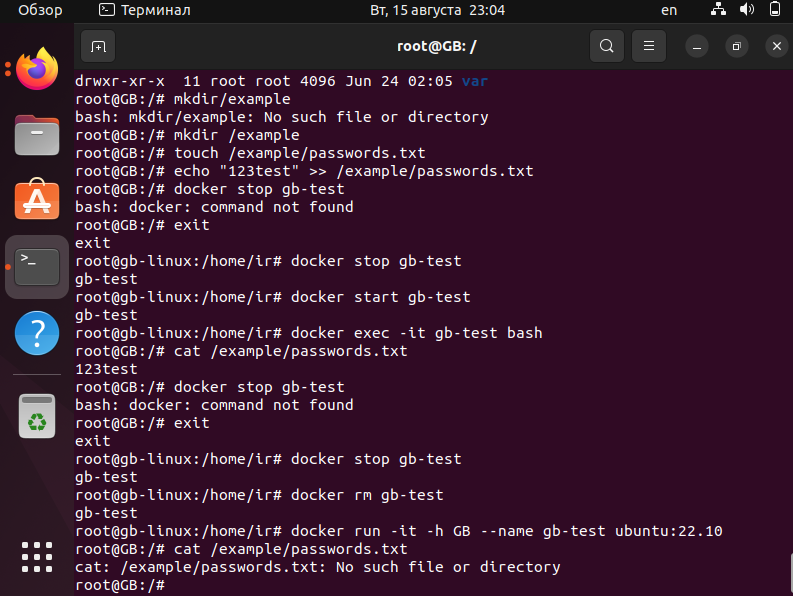 Обзор
Терминал
Вт, 15 августа 23:04
en
root@GB: /
drwxr-xr-x  11 root root 4096 Jun 24 02:05 var
root@GB:/# mkdir/example
bash: mkdir/example: No such file or directory
root@GB:/# mkdir /example
root@GB:/# touch /example/passwords.txt
root@GB:/# echo "123test" >> /example/passwords.txt
root@GB:/# docker stop gb-test
bash: docker: command not found
root@GB:/# exit
exit
root@gb-linux:/home/ir# docker stop gb-test
gb-test
root@gb-linux:/home/ir# docker start gb-test
gb-test
root@gb-linux:/home/ir# docker exec -it gb-test bash
root@GB:/# cat /example/passwords.txt
123test
root@GB:/# docker stop gb-test
bash: docker: command not found
root@GB:/# exit
exit
root@gb-linux:/home/ir# docker stop gb-test
gb-test
root@gb-linux:/home/ir# docker rm gb-test
gb-test
root@gb-linux:/home/ir# docker run -it -h GB --name gb-test ubuntu:22.10
root@GB:/# cat /example/passwords.txt
cat: /example/passwords.txt: No such file or directory
root@GB:/#